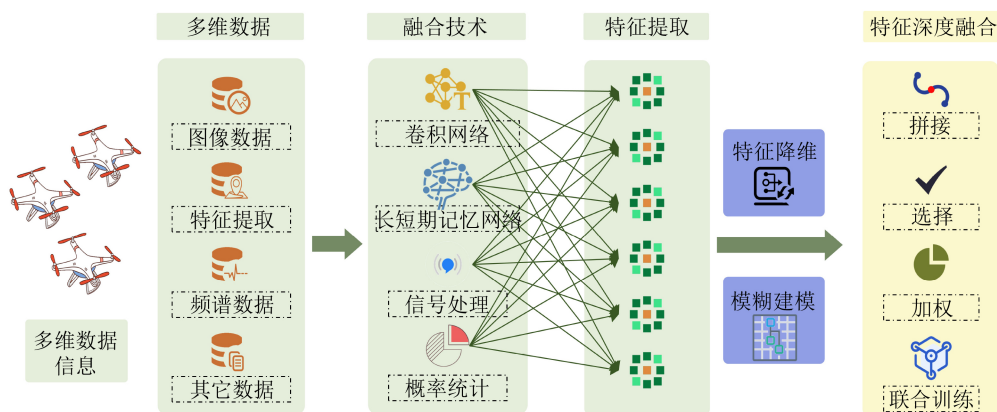 多维数据
融合技术
特征提取
特征深度融合
多维数据
信息
图像数据
特征提取
频谱数据
其它数据
T
卷积网络
长短期记忆网络
信号处理
概率统计
特征降维
模糊建模
拼接
选择
加权
联合训练